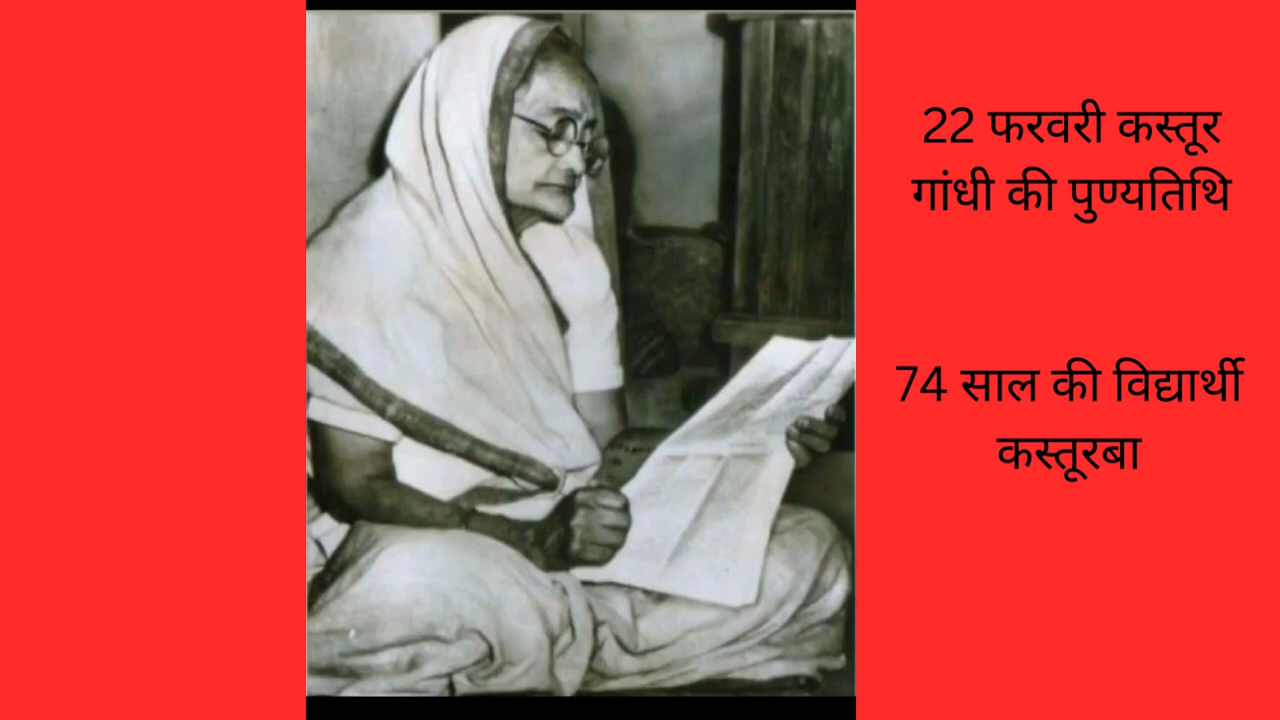 22 फरवरी कस्तूर
गांधी की पुण्यतिथि
74 साल की विद्यार्थी
कस्तूरबा